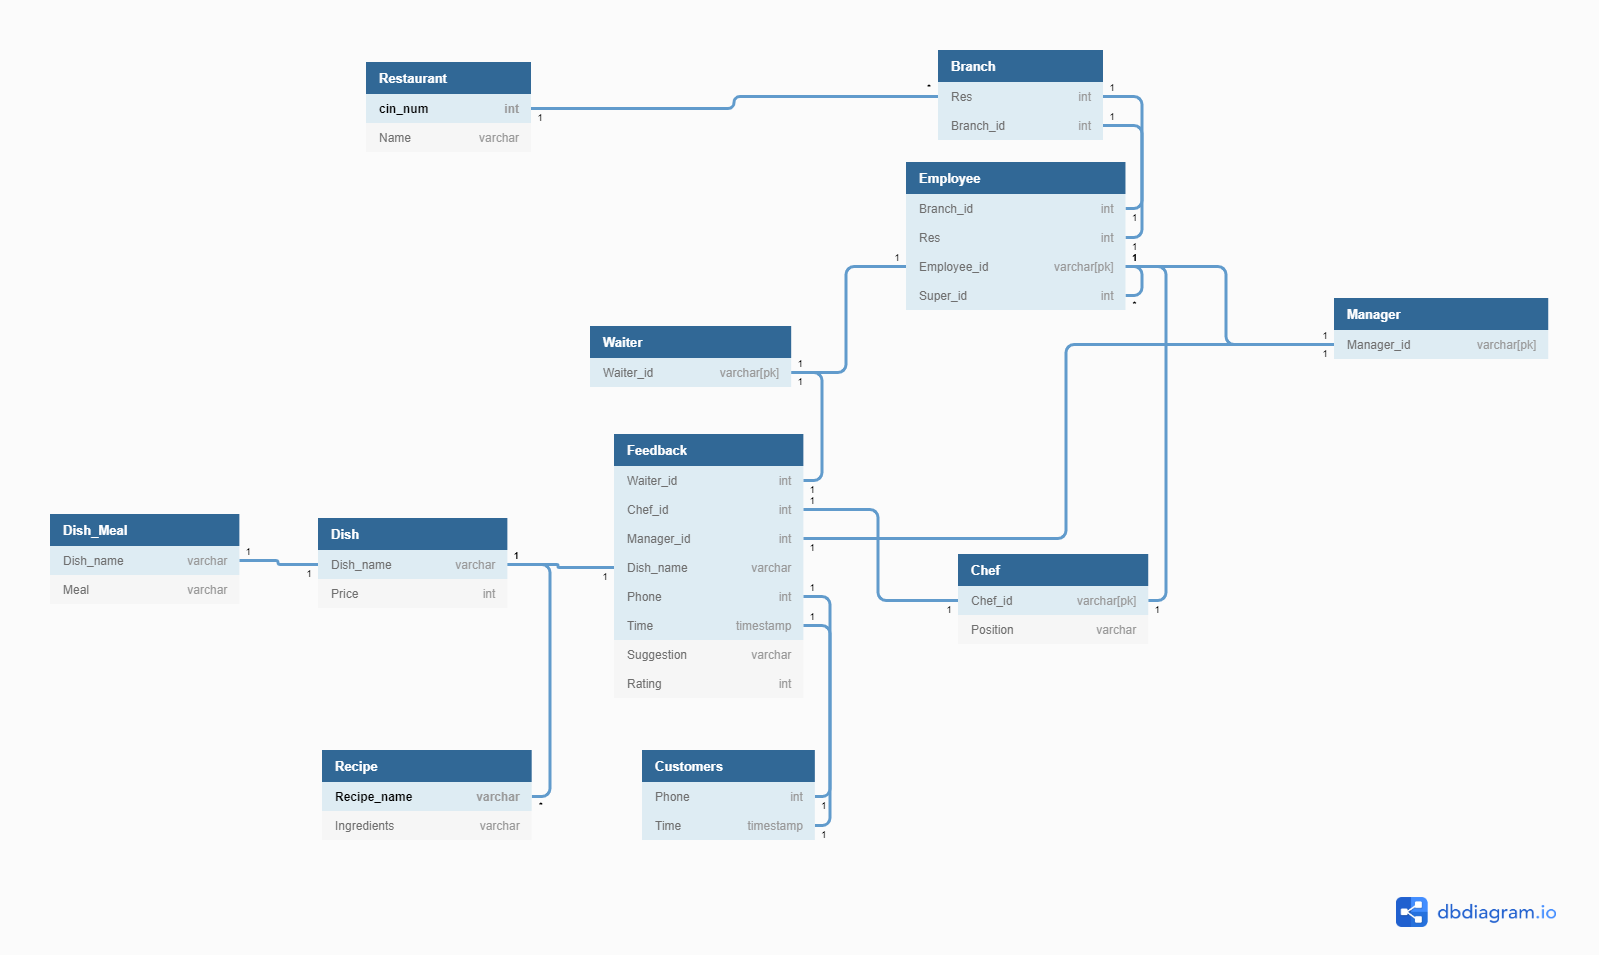 Restaurant
cin_num int
Name varchar
1
*
Branch
Res int
Branch_id int
1
1
Employee
Branch_id int
Res int
Employee_id varchar[pk]
Super_id int
1
1
1
1
*
Manager
Manager_id varchar[pk]
1
1
Waiter
Waiter_id varchar[pk]
1
1
Feedback
Waiter_id int
Chef_id int
Manager_id int
Dish_name varchar
Phone int
Time timestamp
Suggestion varchar
Rating int
1
1
1
1
1
1
Dish_Meal
Dish_name varchar
Meal varchar
1
Dish
Dish_name varchar
Price int
1
1
Chef
Chef_id varchar[pk]
Position varchar
1
1
Recipe
Recipe_name varchar
Ingredients varchar
*
Customers
Phone int
Time timestamp
1
1
dbdiagram.io